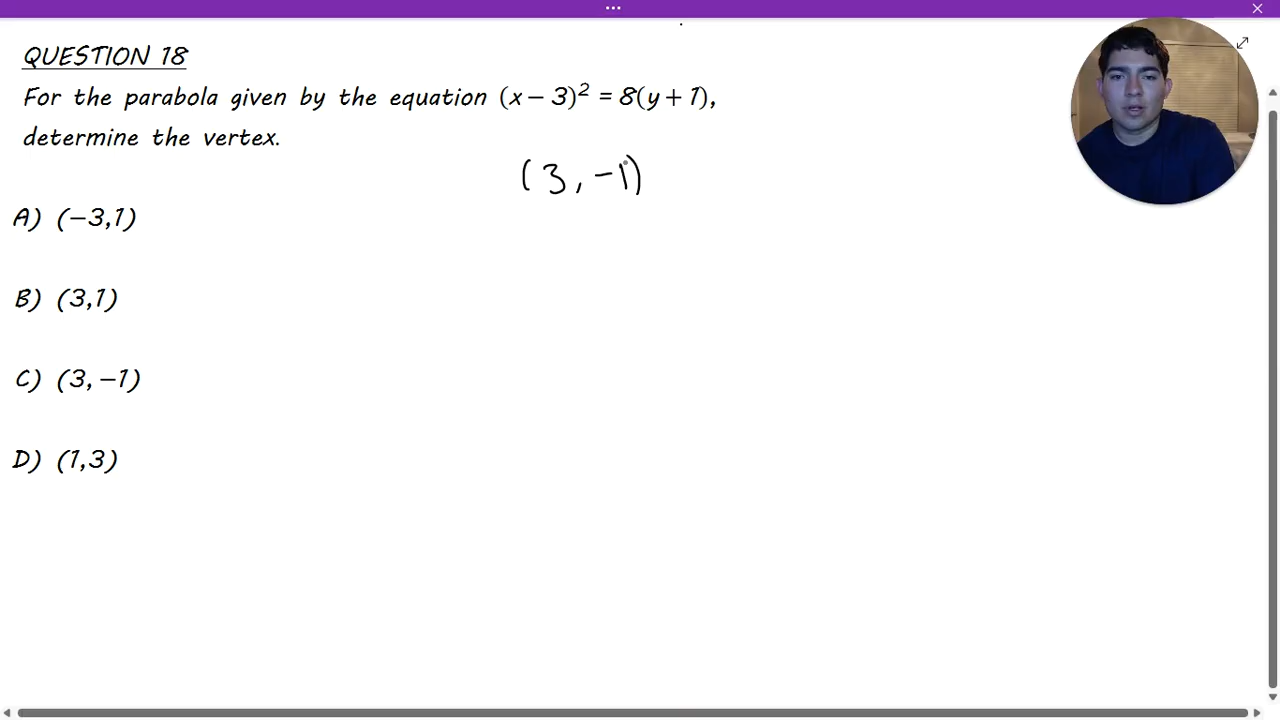 QUESTION 18
For the parabola given by the equation (x − 3)² = 8(y + 1),
determine the vertex.
(3, −1)
A) (−3,1)
B) (3,1)
C) (3, −1)
D) (1,3)